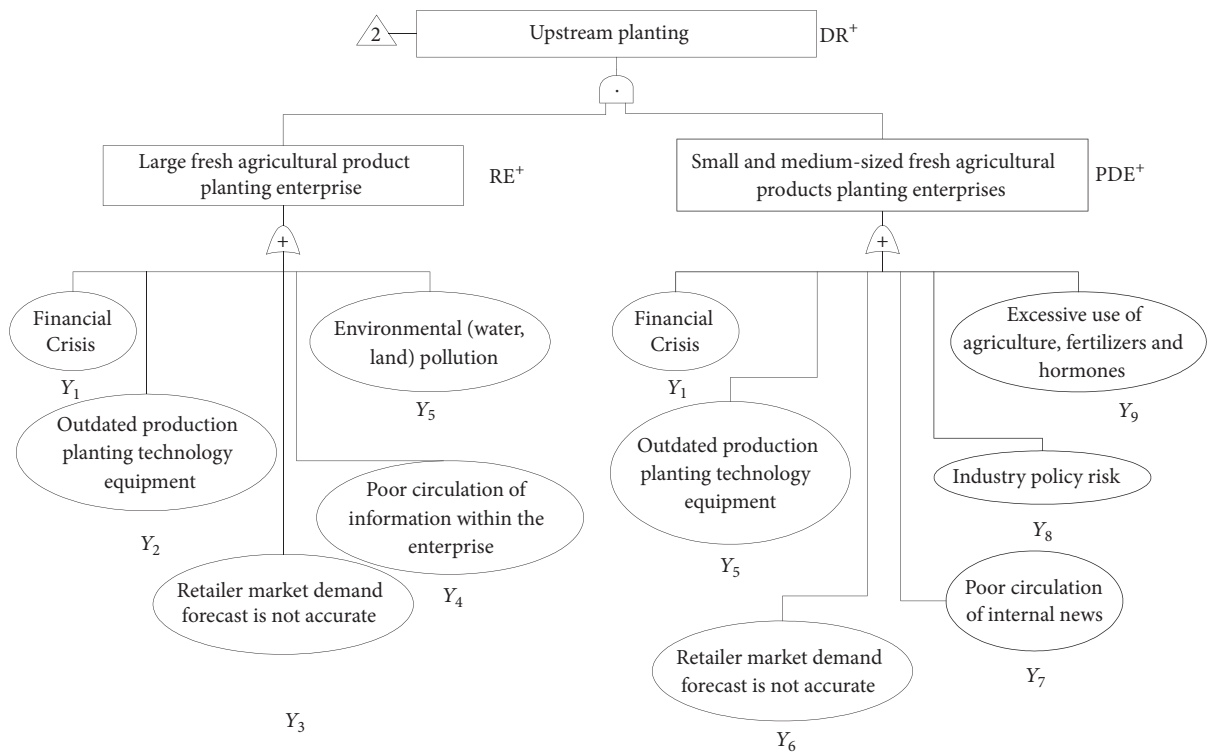 2
Upstream planting
DR+
·
Large fresh agricultural product
planting enterprise
RE+
Small and medium-sized fresh agricultural
products planting enterprises
PDE+
+
+
Financial
Crisis
Y1
Environmental (water,
land) pollution
Y5
Outdated production
planting technology
equipment
Y2
Poor circulation of
information within the
enterprise
Y4
Retailer market demand
forecast is not accurate
Y3
Financial
Crisis
Y1
Excessive use of
agriculture, fertilizers and
hormones
Y9
Outdated production
planting technology
equipment
Y5
Industry policy risk
Y8
Poor circulation
of internal news
Y7
Retailer market demand
forecast is not accurate
Y6